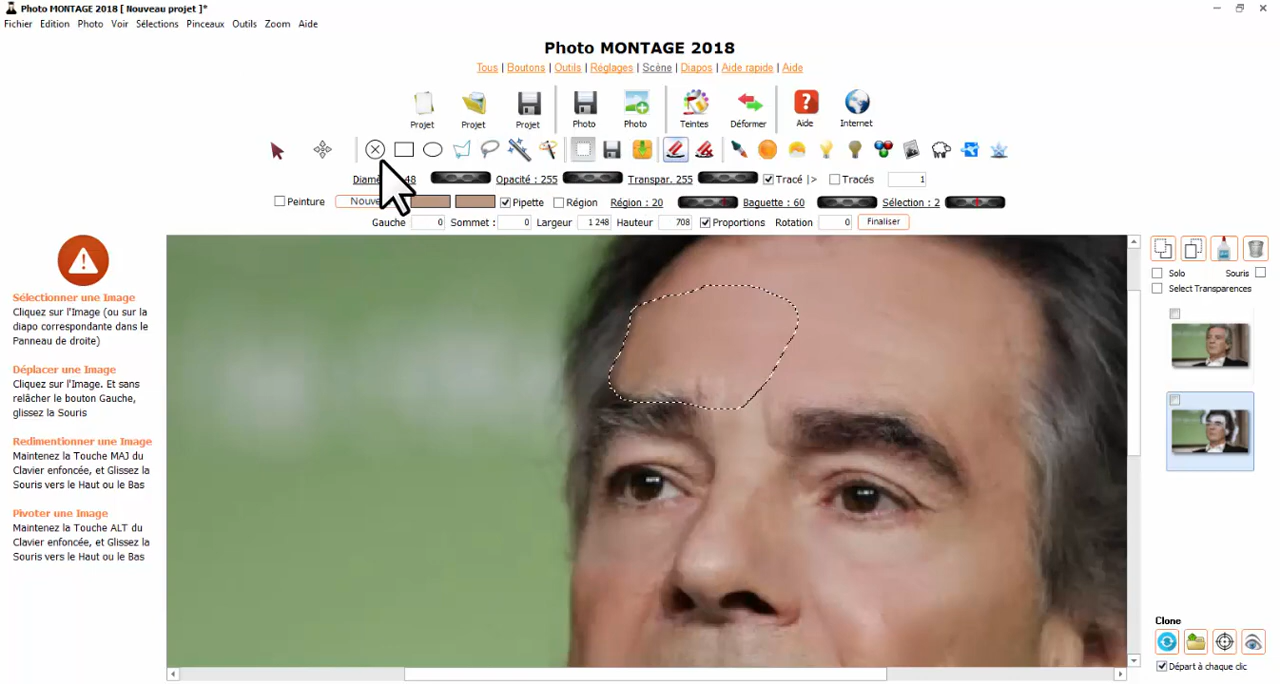 Photo MONTAGE 2018 [ Nouveau projet ]*
Fichier Edition Photo Voir Sélections Pinceaux Outils Zoom Aide
Photo MONTAGE 2018
Tous | Boutons | Outils | Réglages | Scène | Diapos | Aide rapide | Aide
Projet Projet Projet Photo Photo Teintes Déformer Aide Internet
48 Opacité : 255 Transpar. 255 Tracé |> Tracés 1
Peinture Pipette Région Région : 20 Baguette : 60 Sélection : 2
Gauche 0 Sommet : 0 Largeur 1 248 Hauteur 708 Proportions Rotation 0 Finaliser
Sélectionner une Image
Cliquez sur l'Image (ou sur la
diapo correspondante dans le
Panneau de droite)
Déplacer une Image
Cliquez sur l'Image. Et sans
relâcher le bouton Gauche,
glissez la Souris
Redimentionner une Image
Maintenez la Touche MAJ du
Clavier enfoncée, et Glissez la
Souris vers le Haut ou le Bas
Pivoter une Image
Maintenez la Touche ALT du
Clavier enfoncée, et Glissez la
Souris vers le Haut ou le Bas
Solo Souris
Select Transparences
Clone
Départ à chaque clic